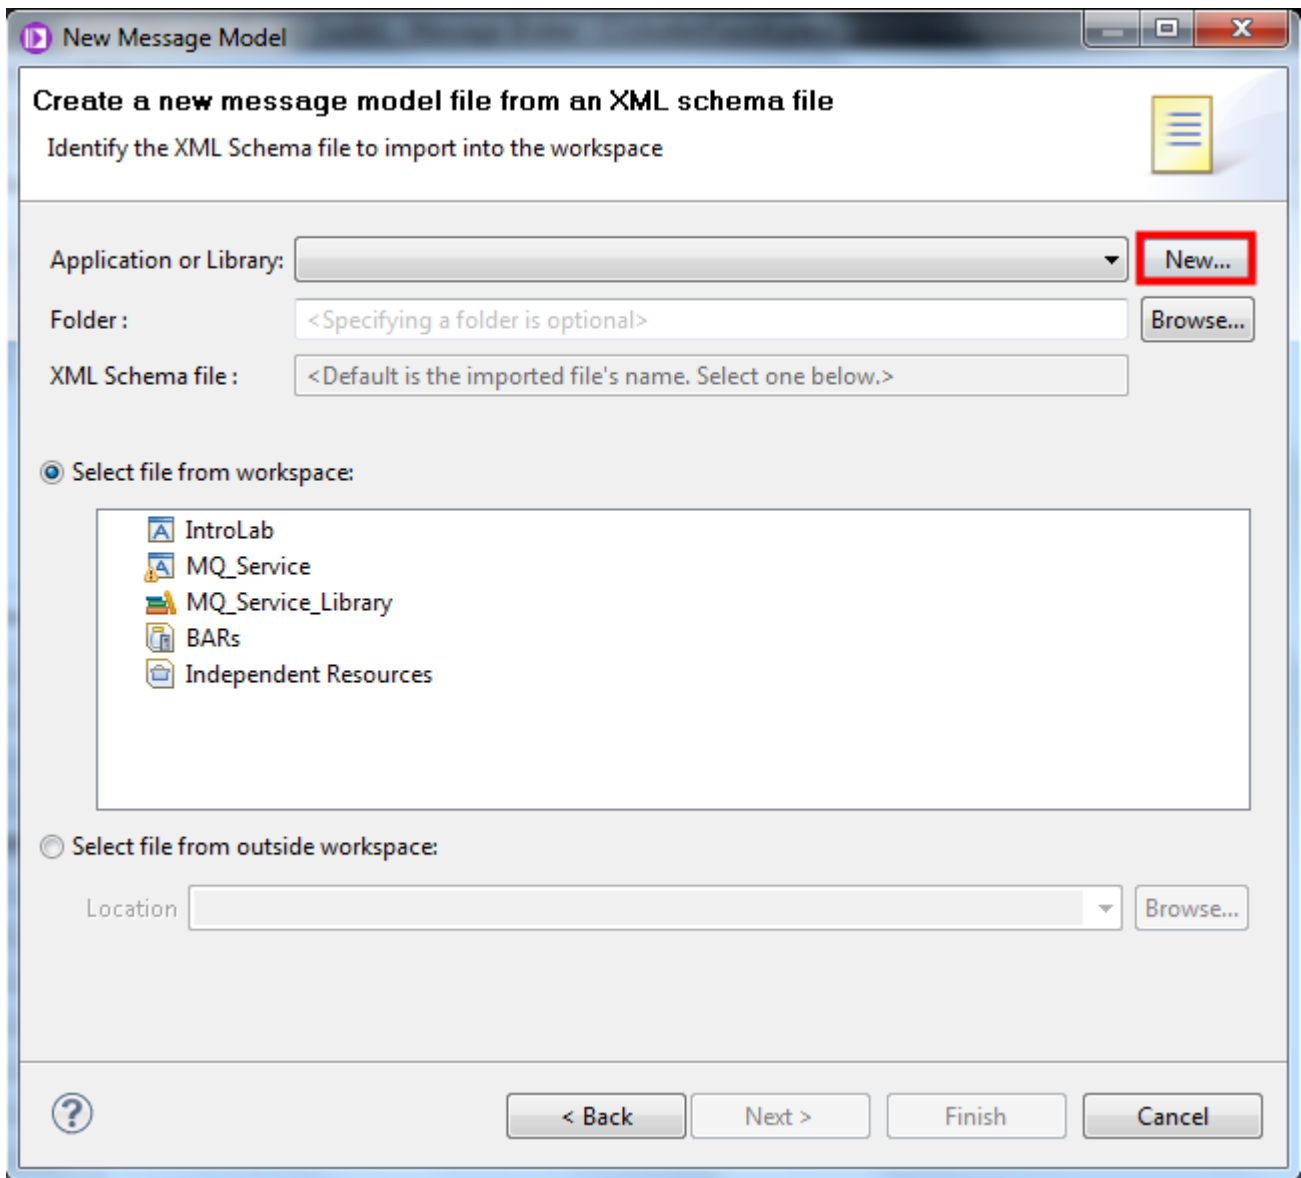 New Message Model
Create a new message model file from an XML schema file
Identify the XML Schema file to import into the workspace
Application or Library: New...
Folder : <Specifying a folder is optional> Browse...
XML Schema file : <Default is the imported file's name. Select one below.>
Select file from workspace:
IntroLab
MQ_Service
MQ_Service_Library
BARs
Independent Resources
Select file from outside workspace:
Location Browse...
? < Back Next > Finish Cancel